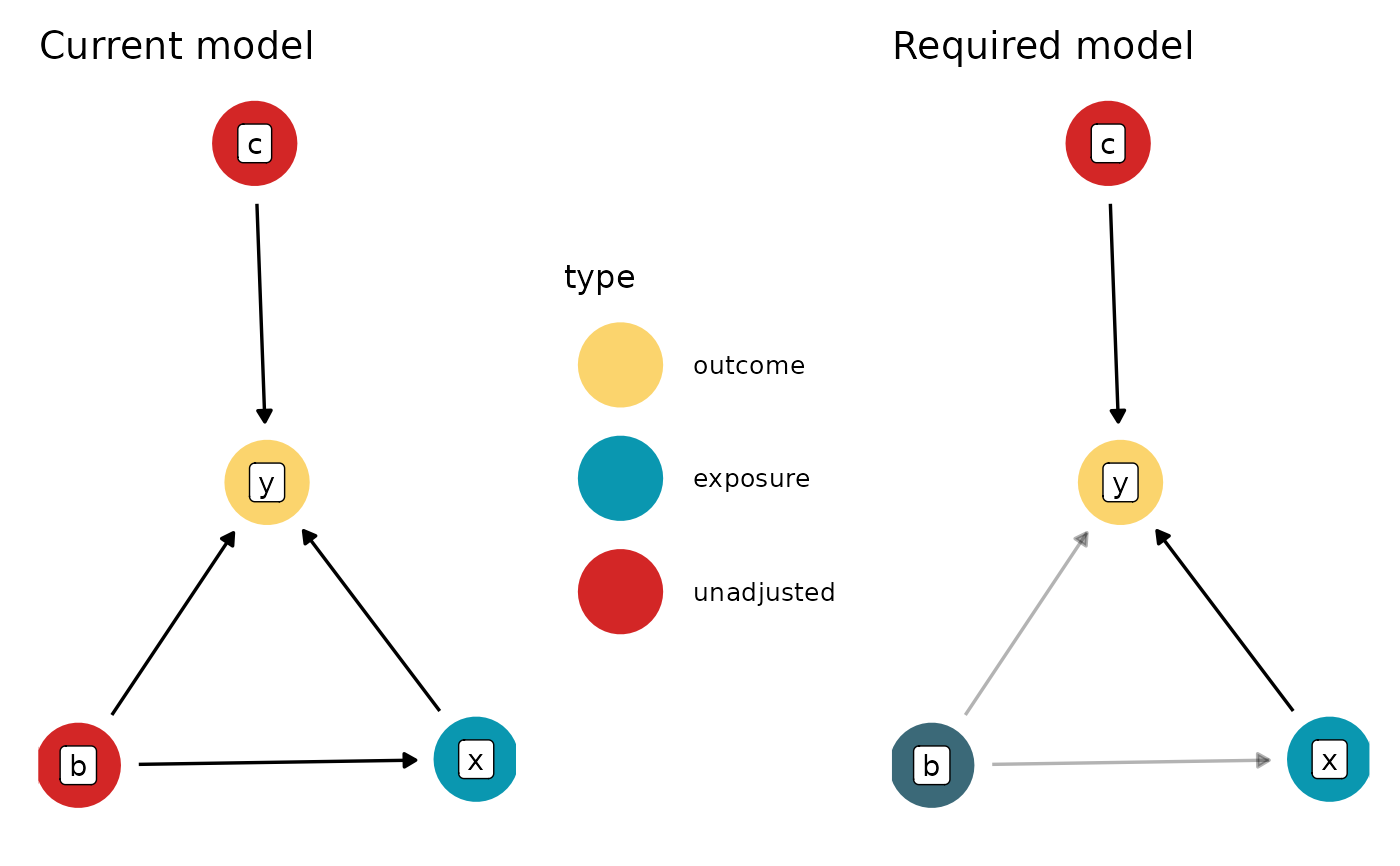 Current model
c
y
b
x
type
outcome
exposure
unadjusted
Required model
c
y
b
x